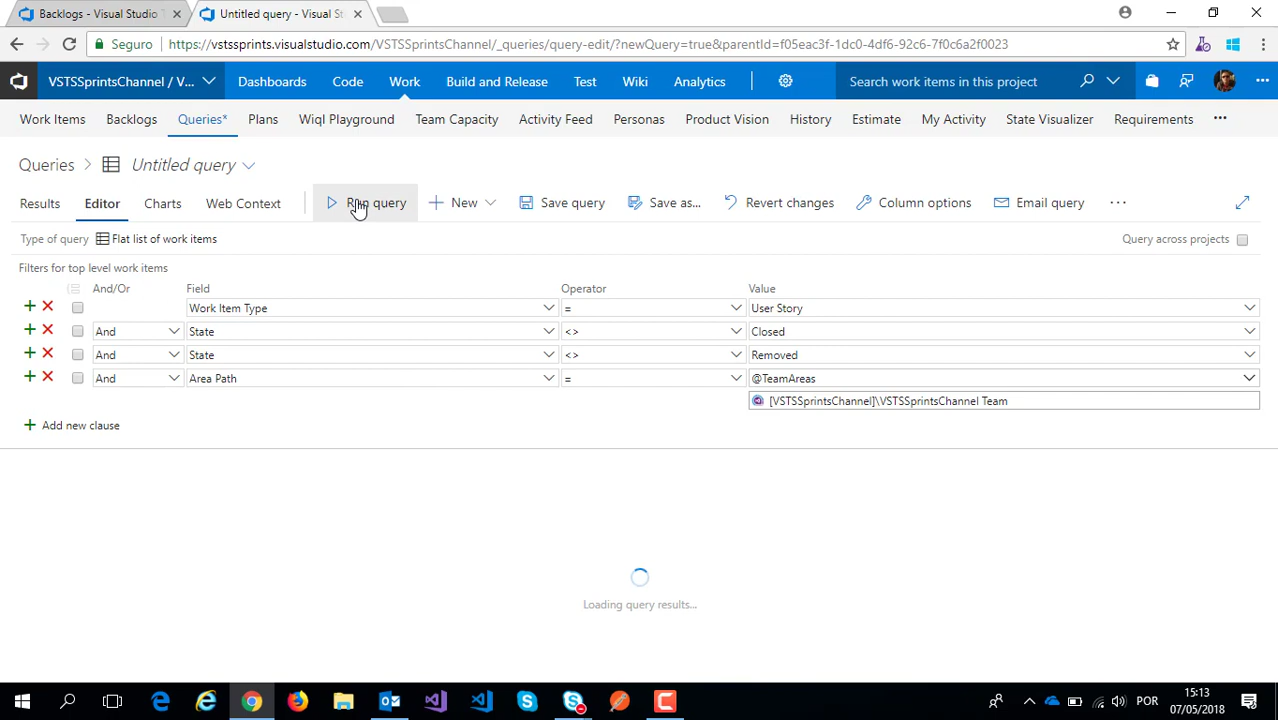 Backlogs - Visual Studio T
Untitled query - Visual St
Seguro
https://vstssprints.visualstudio.com/VSTSSprintsChannel/_queries/query-edit/?newQuery=true&parentId=f05eac3f-1dc0-4df6-92c6-7f0c6a2f0023
VSTSSprintsChannel / V... Dashboards Code Work Build and Release Test Wiki Analytics Search work items in this project
Work Items Backlogs Queries* Plans Wiql Playground Team Capacity Activity Feed Personas Product Vision History Estimate My Activity State Visualizer Requirements ...
Queries > Untitled query
Results Editor Charts Web Context Run query New Save query Save as... Revert changes Column options Email query ...
Type of query Flat list of work items Query across projects
Filters for top level work items
And/Or Field Operator Value
Work Item Type = User Story
And State <> Closed
And State <> Removed
And Area Path = @TeamAreas
[VSTSSprintsChannel]\VSTSSprintsChannel Team
Add new clause
Loading query results...
POR
15:13
07/05/2018